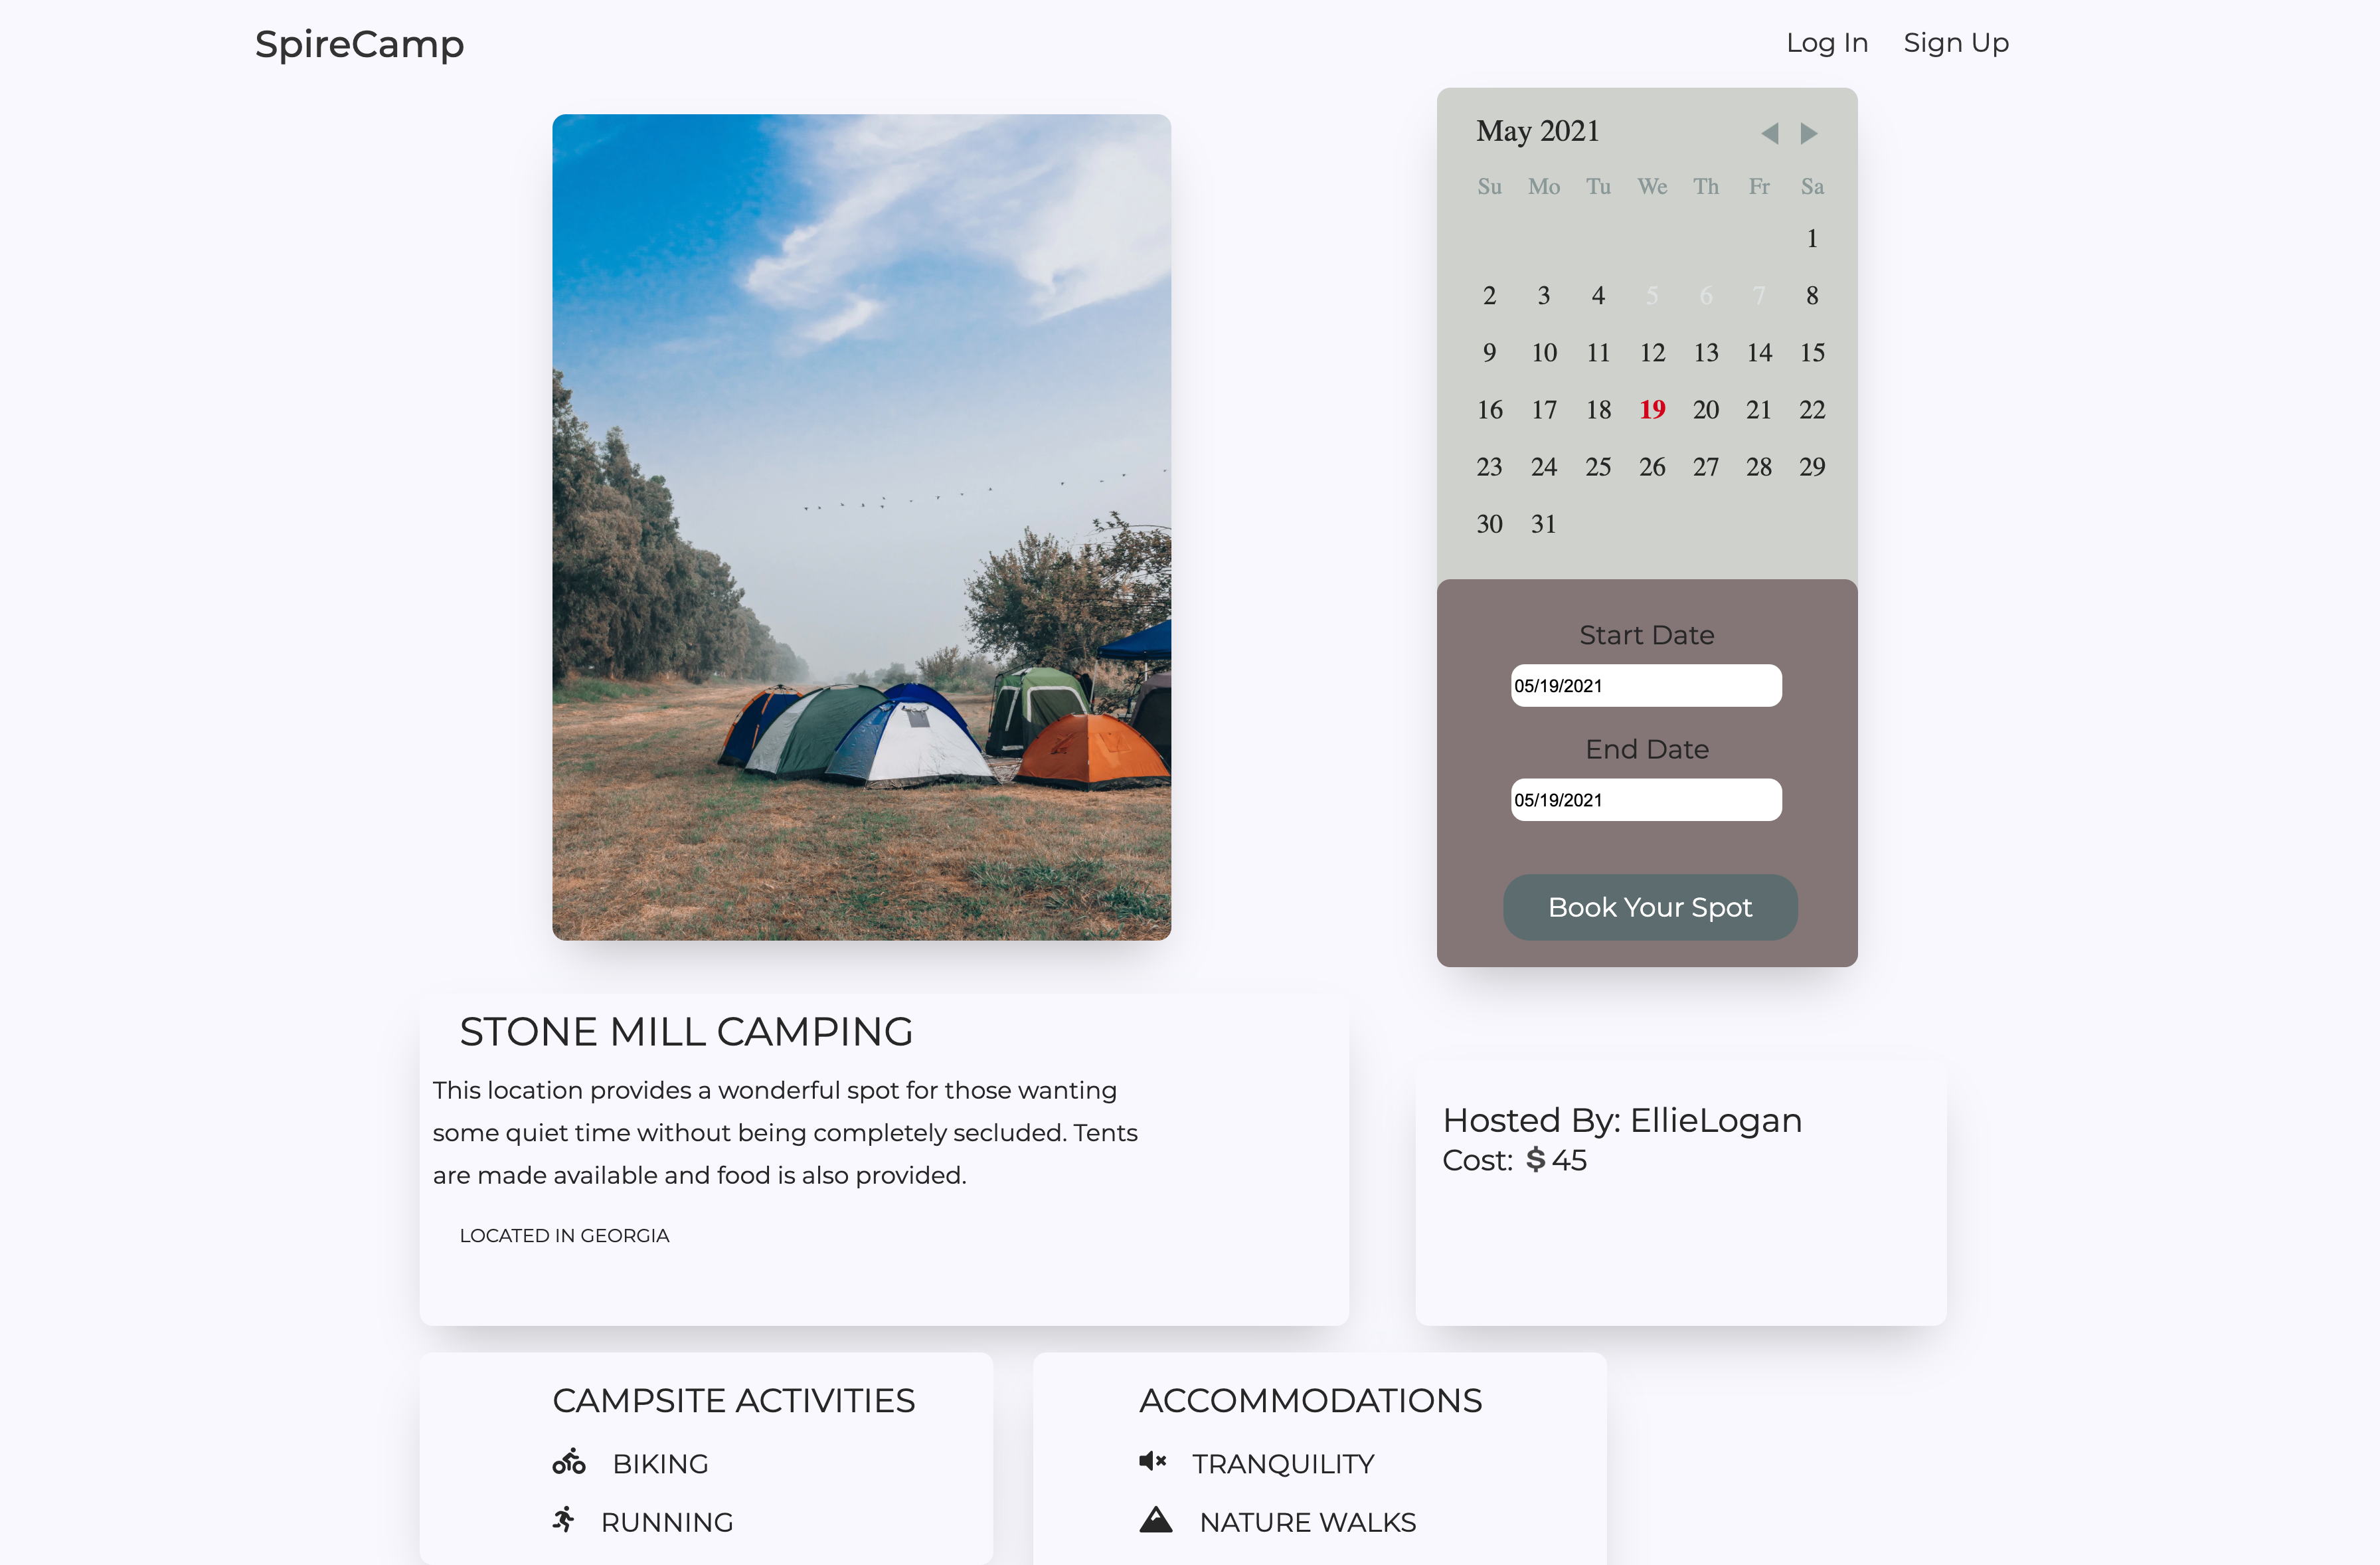 SpireCamp
Log In Sign Up
May 2021
Su Mo Tu We Th Fr Sa
1
2 3 4 5 6 7 8
9 10 11 12 13 14 15
16 17 18 19 20 21 22
23 24 25 26 27 28 29
30 31
Start Date
05/19/2021
End Date
05/19/2021
Book Your Spot
STONE MILL CAMPING
This location provides a wonderful spot for those wanting
some quiet time without being completely secluded. Tents
are made available and food is also provided.
LOCATED IN GEORGIA
Hosted By: EllieLogan
Cost: $ 45
CAMPSITE ACTIVITIES
BIKING
RUNNING
ACCOMMODATIONS
TRANQUILITY
NATURE WALKS